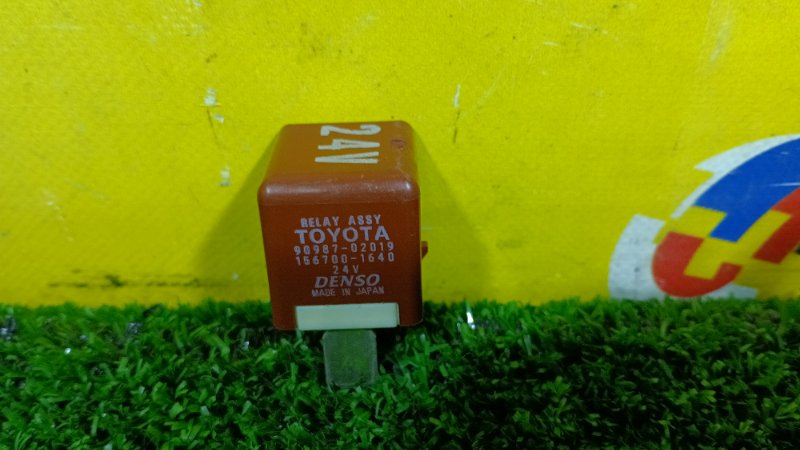 24V
RELAY ASSY
TOYOTA
90987-02019
156700-1640
24V
DENSO
MADE IN JAPAN